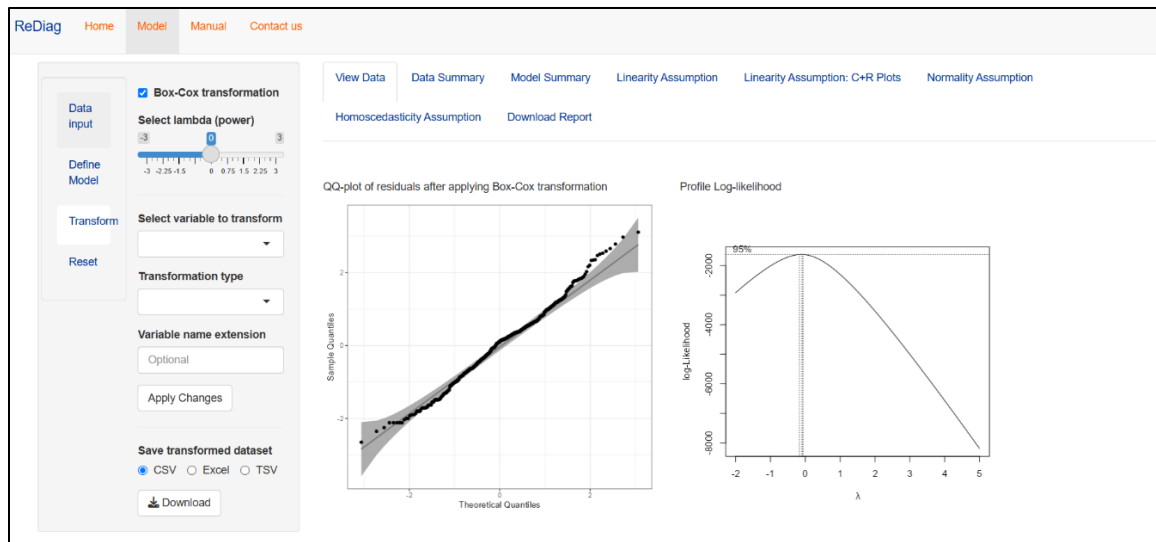 ReDiag Home Model Manual Contact us
Data input
Define Model
Transform
Reset
Box-Cox transformation
Select lambda (power)
-3 0 3
-3 -2.25 -1.5 0 0.75 1.5 2.25 3
Select variable to transform
Transformation type
Variable name extension
Optional
Apply Changes
Save transformed dataset
CSV Excel TSV
Download
View Data Data Summary Model Summary Linearity Assumption Linearity Assumption: C+R Plots Normality Assumption
Homoscedasticity Assumption Download Report
QQ-plot of residuals after applying Box-Cox transformation
Sample Quantiles
2
0
-2
-2 0 2
Theoretical Quantiles
Profile Log-likelihood
95%
log-Likelihood
-2000
-4000
-6000
-8000
-2 -1 0 1 2 3 4 5
λ